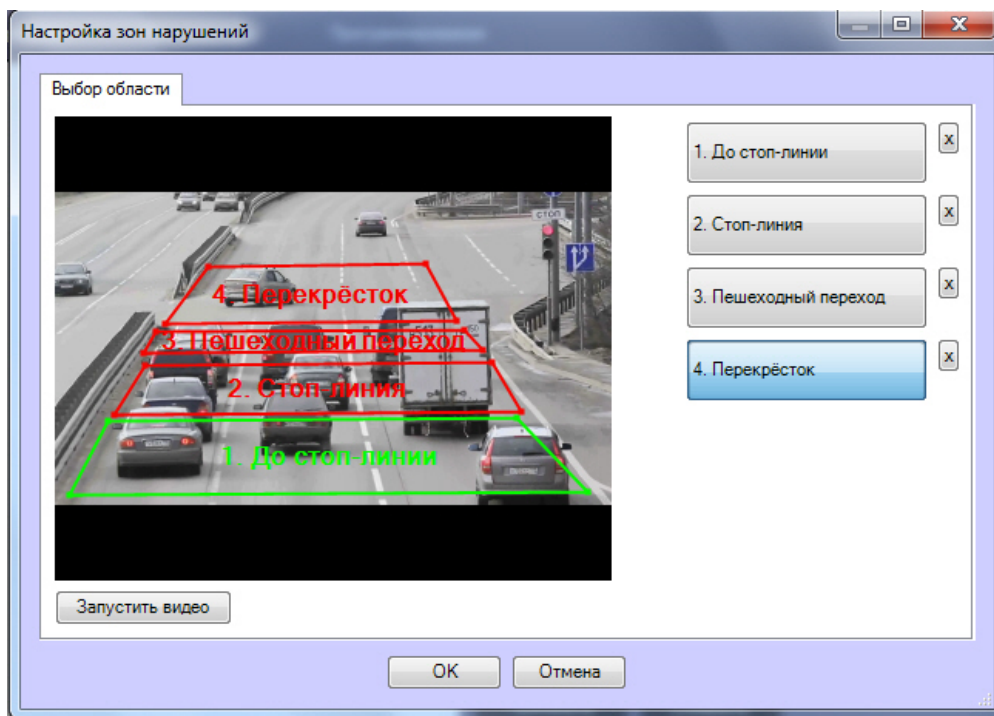 Настройка зон нарушений
Выбор области
СТОП
4. Перекрёсток
3. Пешеходный переход
2. Стоп-линия
1. До стоп-линии
1. До стоп-линии
x
2. Стоп-линия
x
3. Пешеходный переход
x
4. Перекрёсток
x
Запустить видео
OK
Отмена